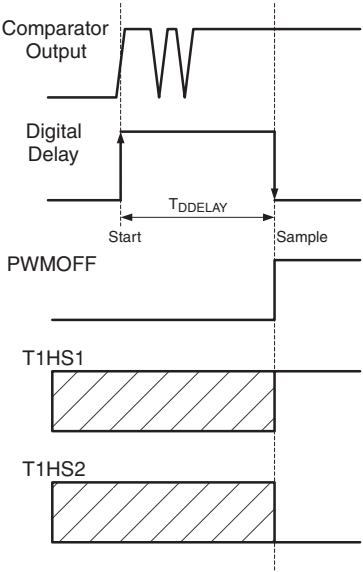 Comparator
Output
Digital
Delay
TDDELAY
Start
Sample
PWMOFF
T1HS1
T1HS2